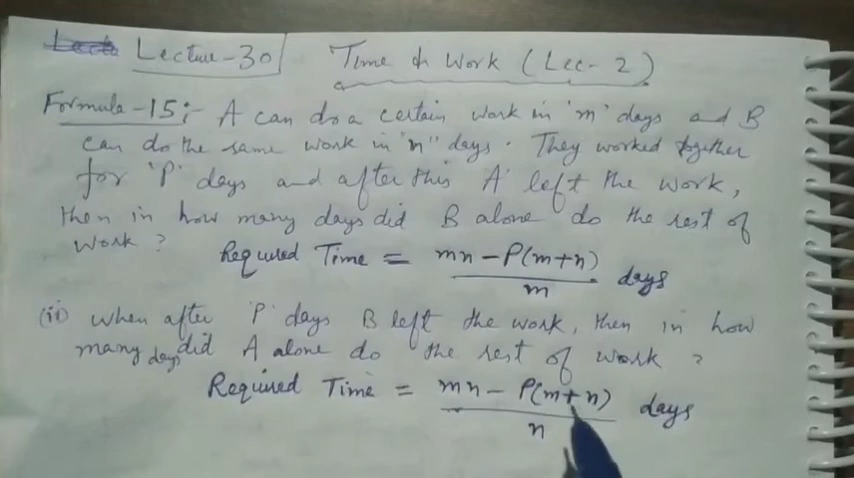 Lecture-30 Time & Work (Lec-2)
Formula-15:- A can do a certain work in 'm' days and B
can do the same work in "n" days. They worked together
for 'P' days and after this A' left the work,
then in how many days did B alone do the rest of
work?
Required Time = mn-P(m+n)/m days
(ii) When after 'P' days B left the work, then in how
many days did A alone do the rest of work?
Required Time = mn-P(m+n)/n days